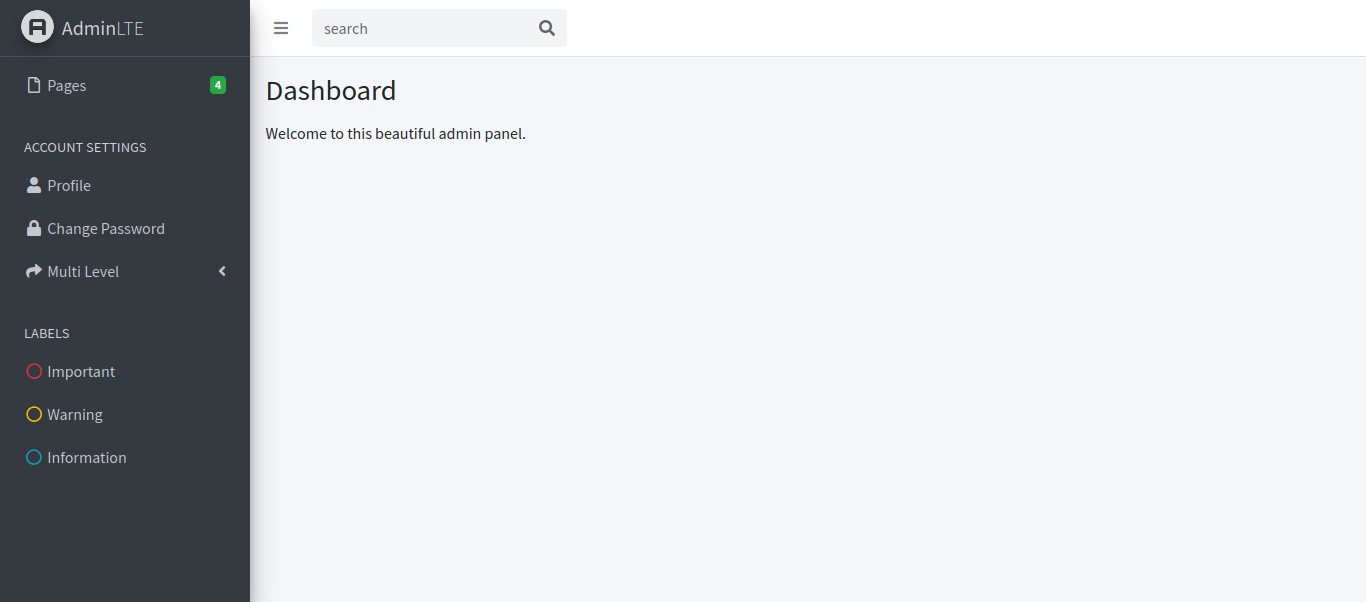 AdminLTE
search
Pages
4
ACCOUNT SETTINGS
Profile
Change Password
Multi Level
LABELS
Important
Warning
Information
Dashboard
Welcome to this beautiful admin panel.